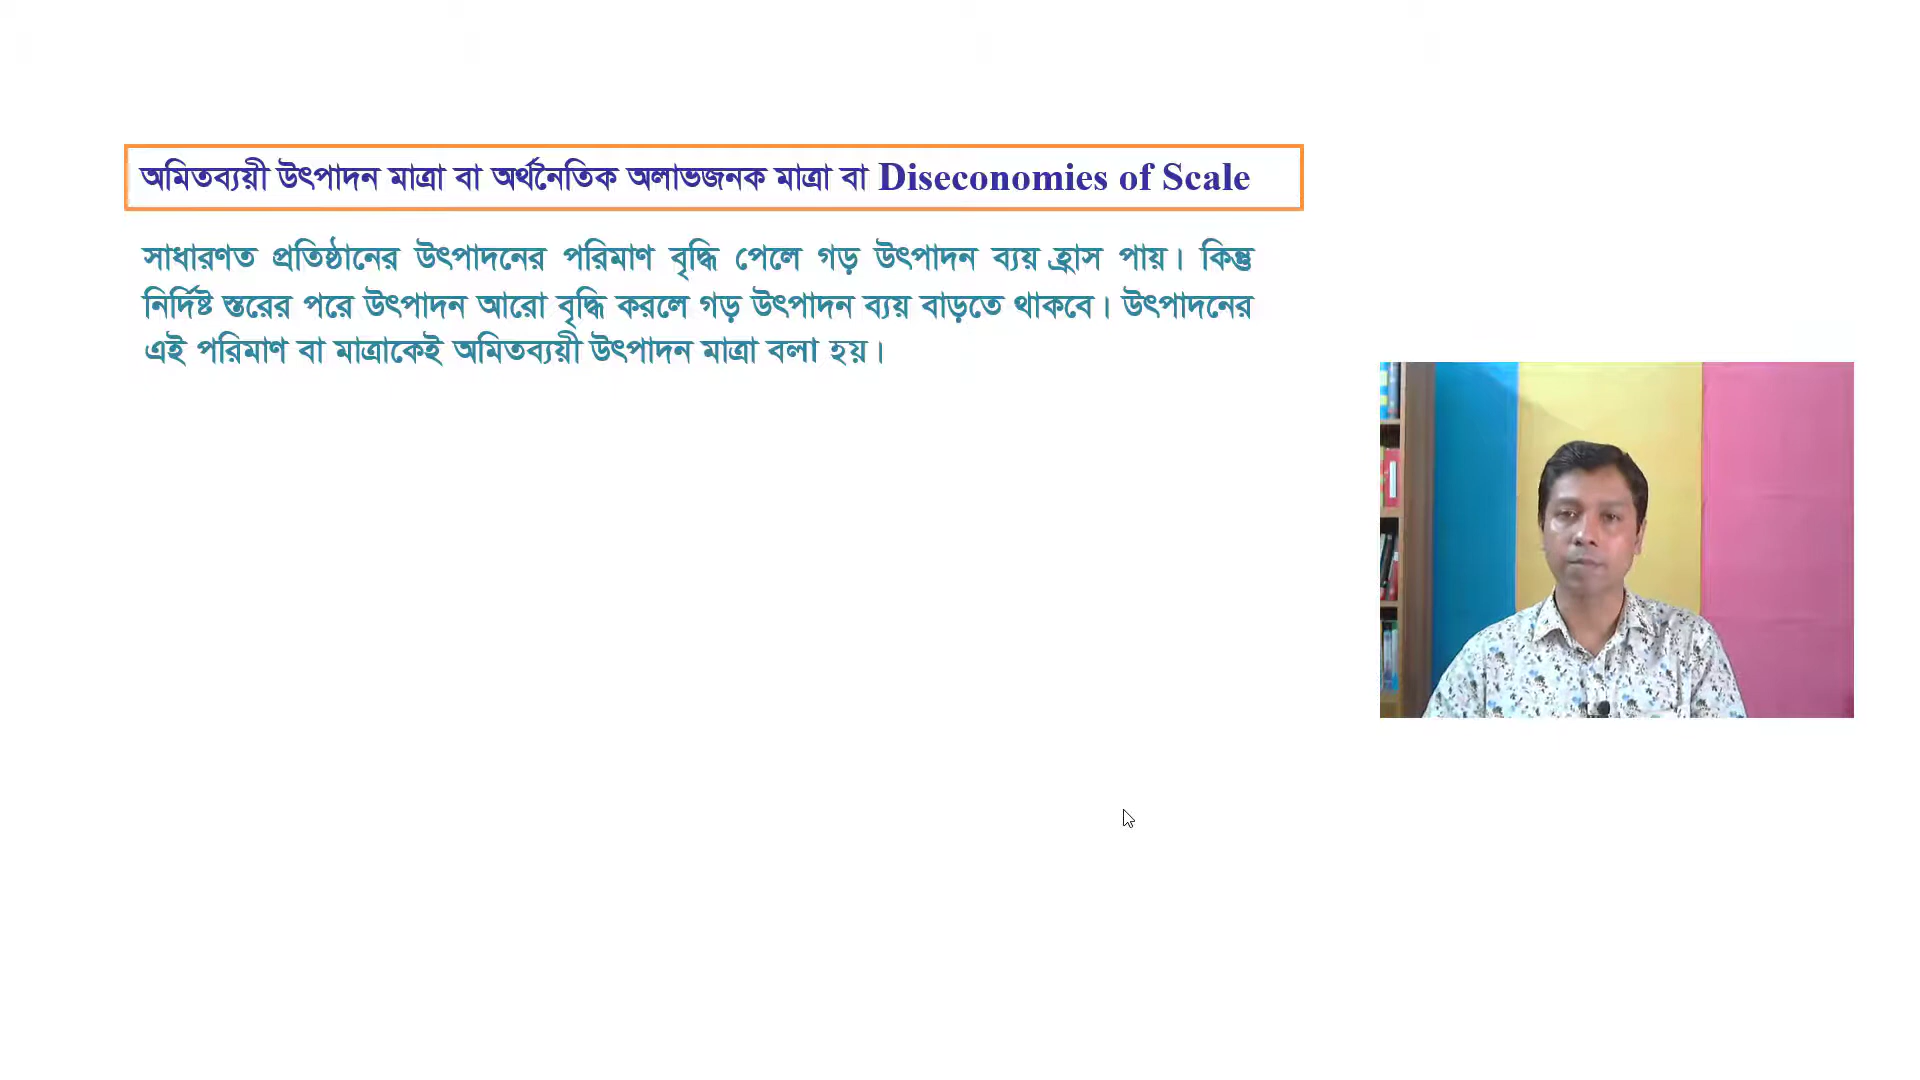 অমিতব্যয়ী উৎপাদন মাত্রা বা অর্থনৈতিক অলাভজনক মাত্রা বা Diseconomies of Scale
সাধারণত প্রতিষ্ঠানের উৎপাদনের পরিমাণ বৃদ্ধি পেলে গড় উৎপাদন ব্যয় হ্রাস পায়। কিন্তু
নির্দিষ্ট স্তরের পরে উৎপাদন আরো বৃদ্ধি করলে গড় উৎপাদন ব্যয় বাড়তে থাকবে। উৎপাদনের
এই পরিমাণ বা মাত্রাকেই অমিতব্যয়ী উৎপাদন মাত্রা বলা হয়।